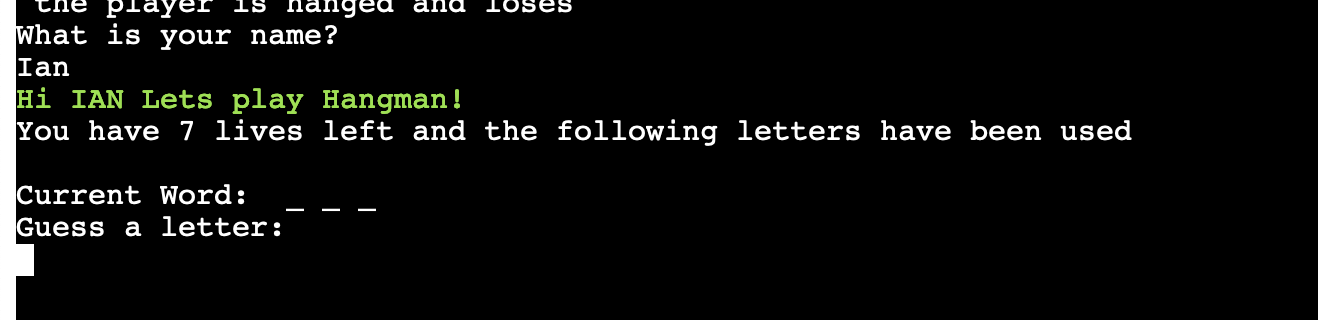 the player is hanged and loses
What is your name?
Ian
Hi IAN Lets play Hangman!
You have 7 lives left and the following letters have been used
Current Word:  _ _ _
Guess a letter: